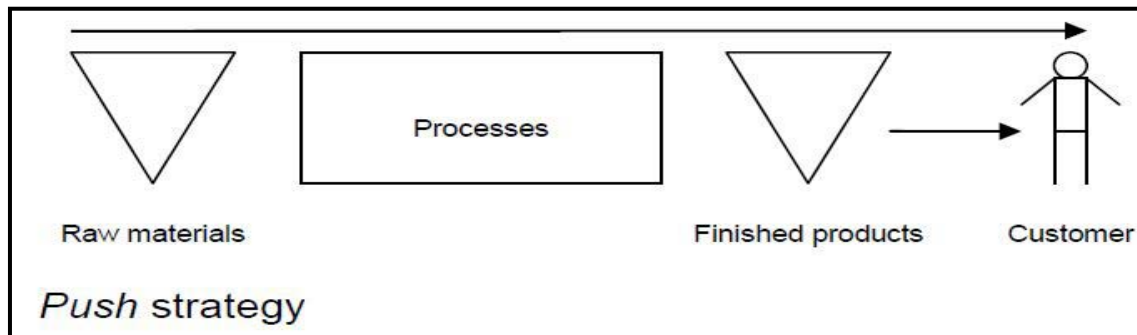 Processes
Raw materials
Finished products
Customer
Push strategy